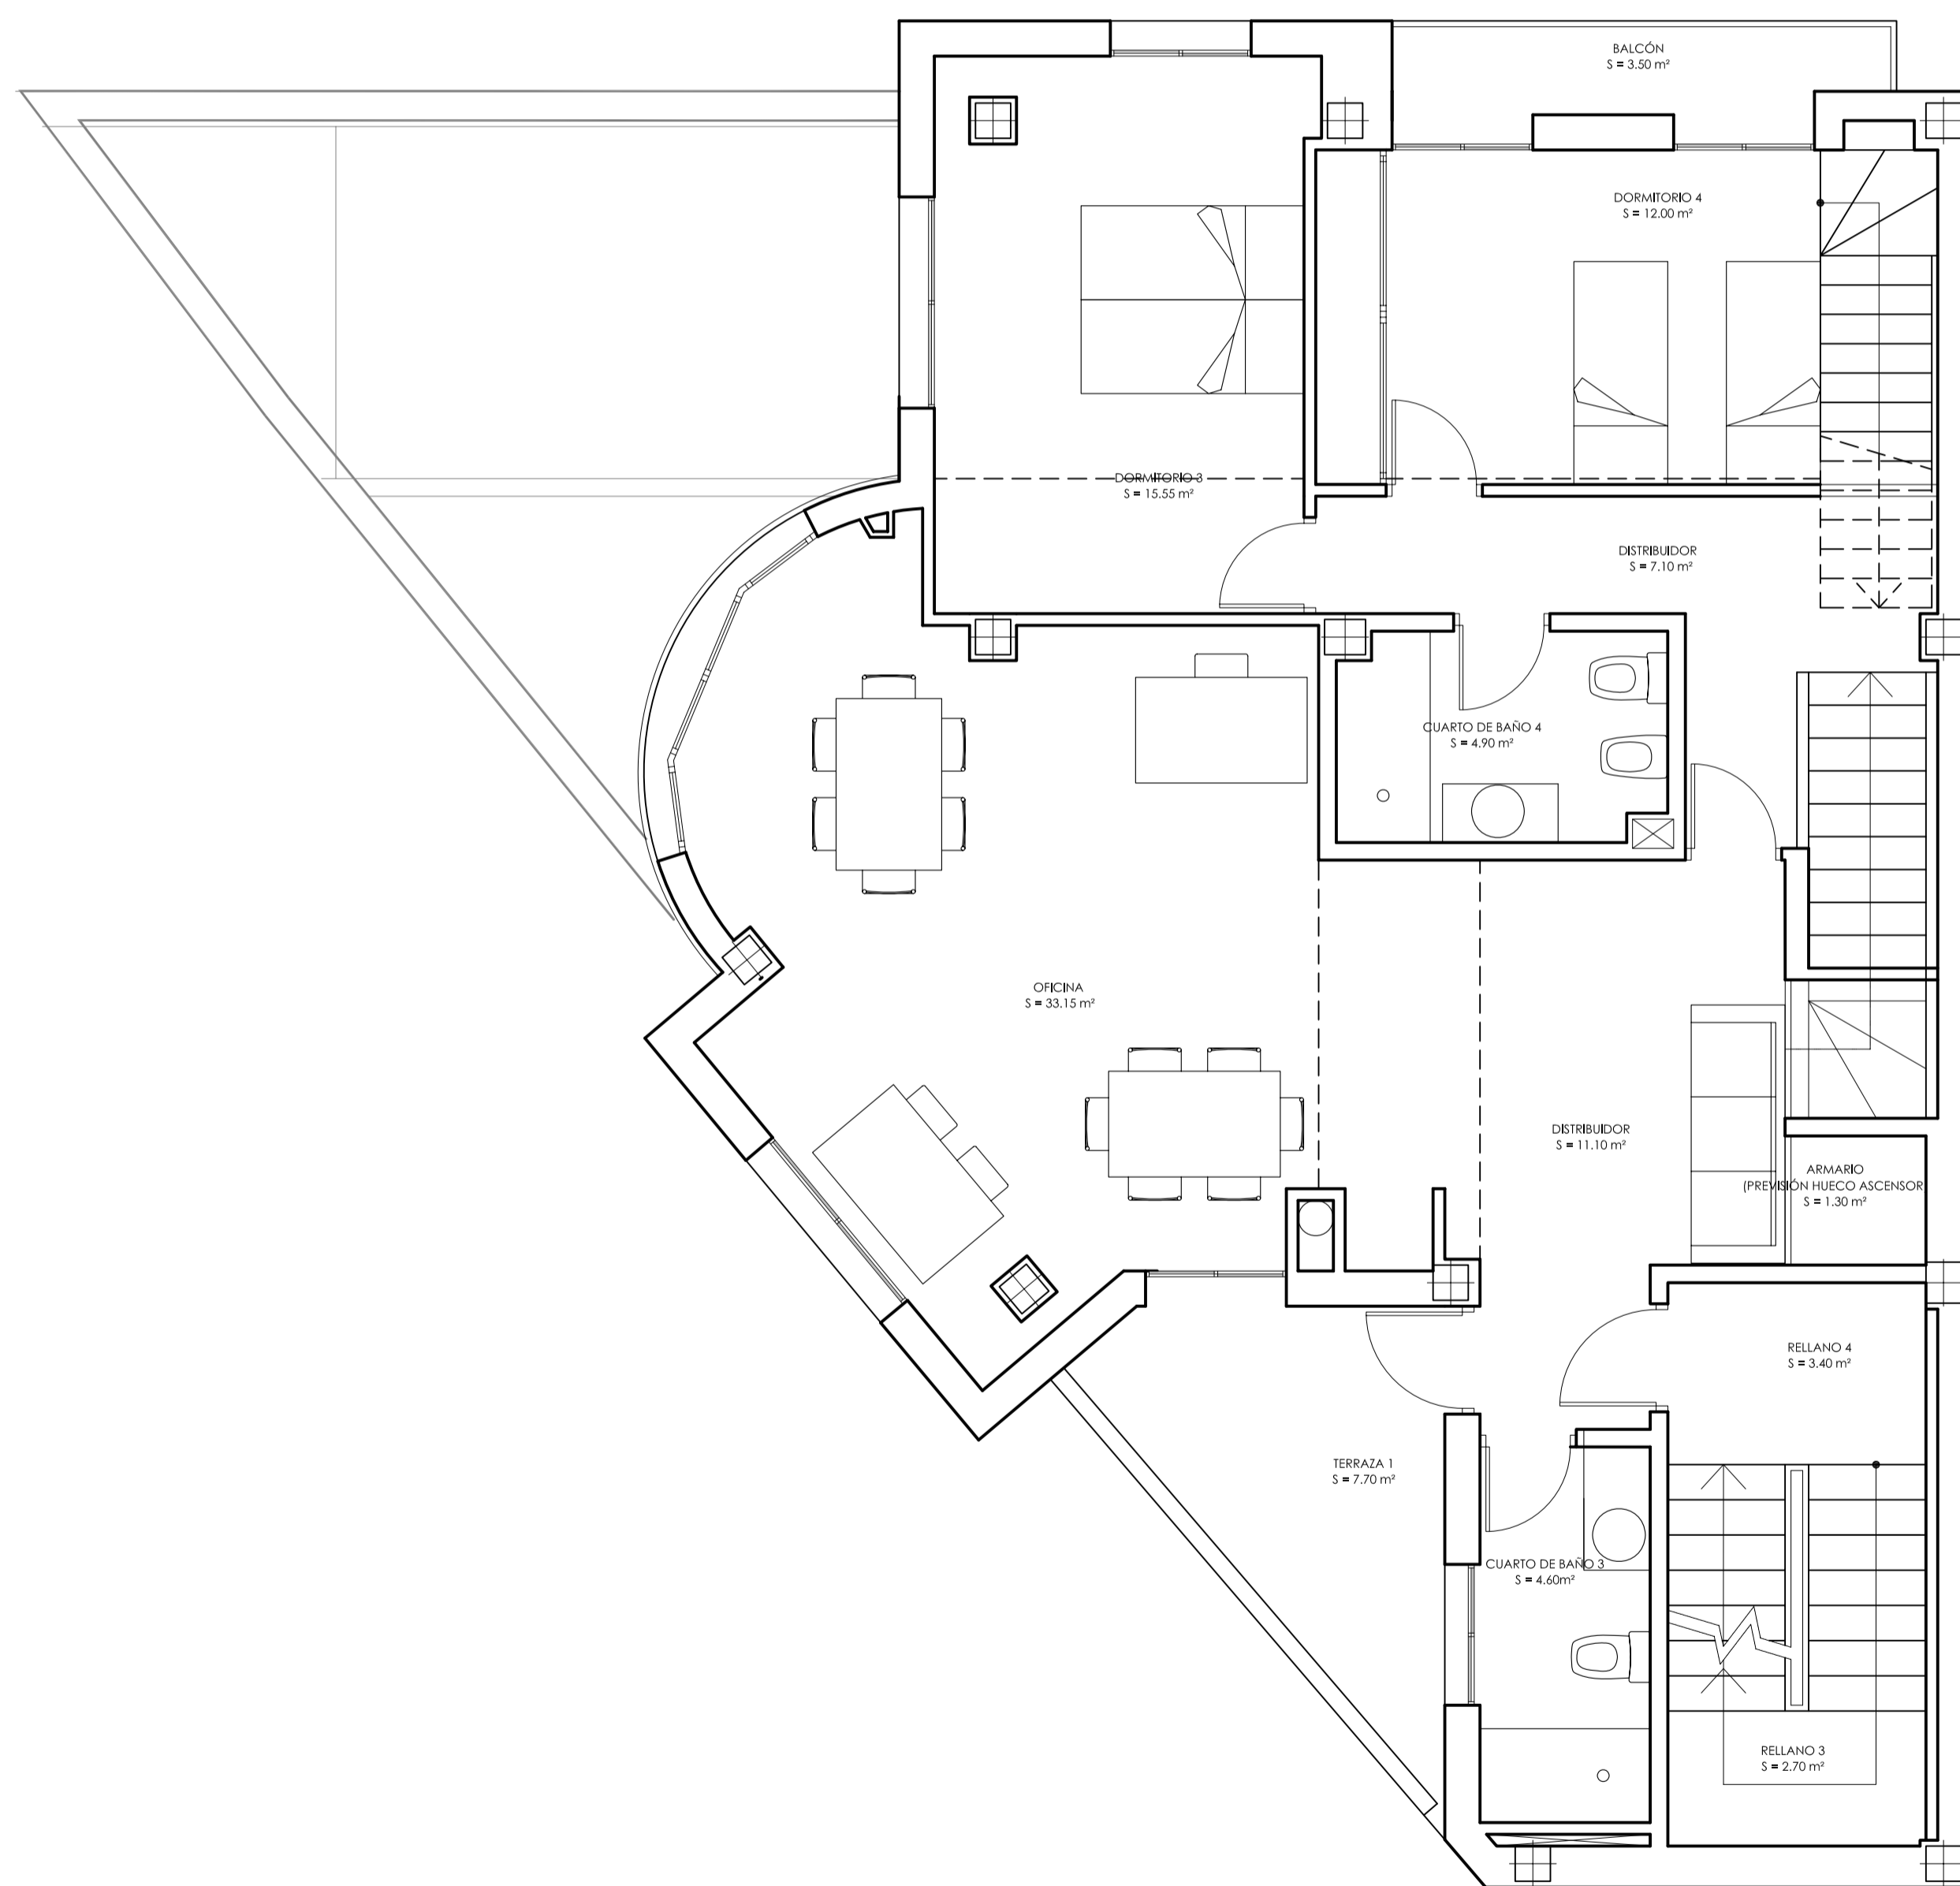 BALCÓN
S = 3.50 m²
DORMITORIO 4
S = 12.00 m²
DORMITORIO 3
S = 15.55 m²
DISTRIBUIDOR
S = 7.10 m²
CUARTO DE BAÑO 4
S = 4.90 m²
OFICINA
S = 33.15 m²
DISTRIBUIDOR
S = 11.10 m²
ARMARIO
(PREVISIÓN HUECO ASCENSOR
S = 1.30 m²
RELLANO 4
S = 3.40 m²
TERRAZA 1
S = 7.70 m²
CUARTO DE BAÑO 3
S = 4.60m²
RELLANO 3
S = 2.70 m²